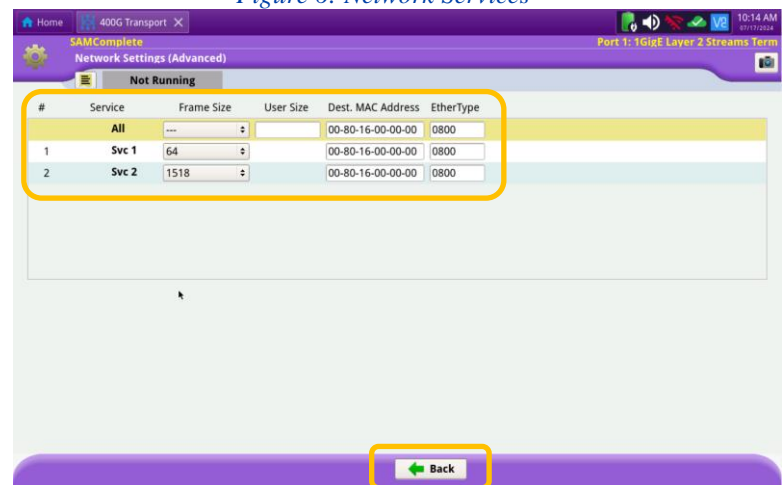 Figure 6: Network Services
Home 400G Transport 10:14 AM
07/17/2024
SAMComplete Port 1: 1GigE Layer 2 Streams Term
Network Settings (Advanced)
Not Running
# Service Frame Size User Size Dest. MAC Address EtherType
All --- 00-80-16-00-00-00 0800
1 Svc 1 64 00-80-16-00-00-00 0800
2 Svc 2 1518 00-80-16-00-00-00 0800
Back